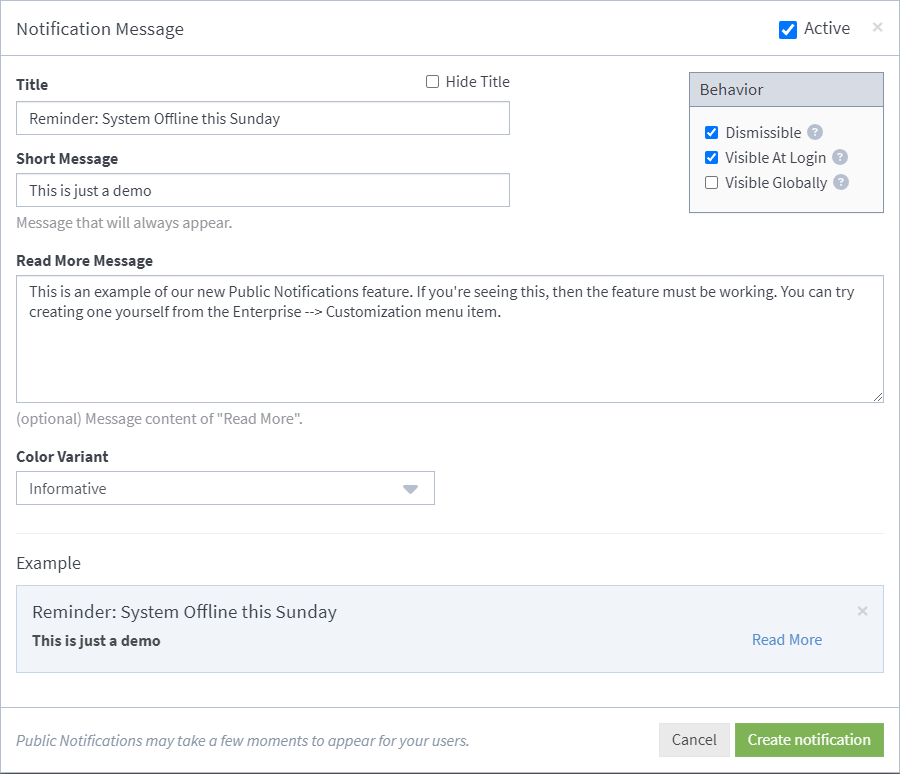 Notification Message
Active
×
Title
Hide Title
Reminder: System Offline this Sunday
Short Message
This is just a demo
Message that will always appear.
Behavior
Dismissible ?
Visible At Login ?
Visible Globally ?
Read More Message
This is an example of our new Public Notifications feature. If you're seeing this, then the feature must be working. You can try
creating one yourself from the Enterprise --> Customization menu item.
(optional) Message content of "Read More".
Color Variant
Informative
Example
Reminder: System Offline this Sunday
×
This is just a demo
Read More
Public Notifications may take a few moments to appear for your users.
Cancel
Create notification